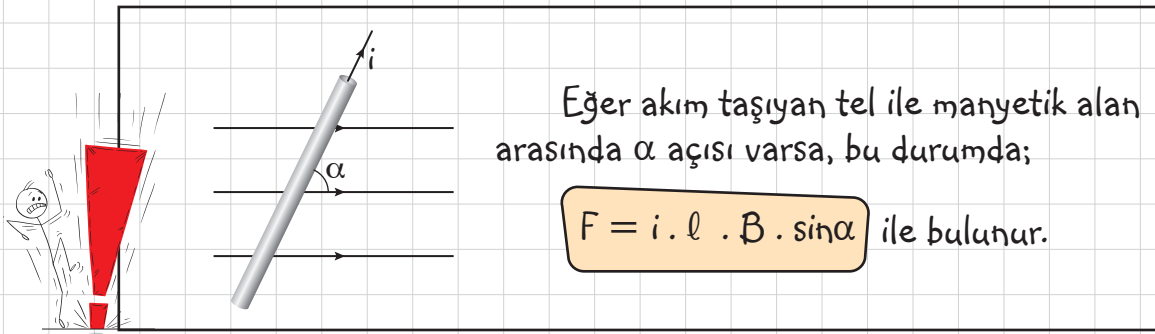 i
α
Eğer akım taşıyan tel ile manyetik alan
arasında α açısı varsa, bu durumda;
F = i . ℓ . B . sinα ile bulunur.